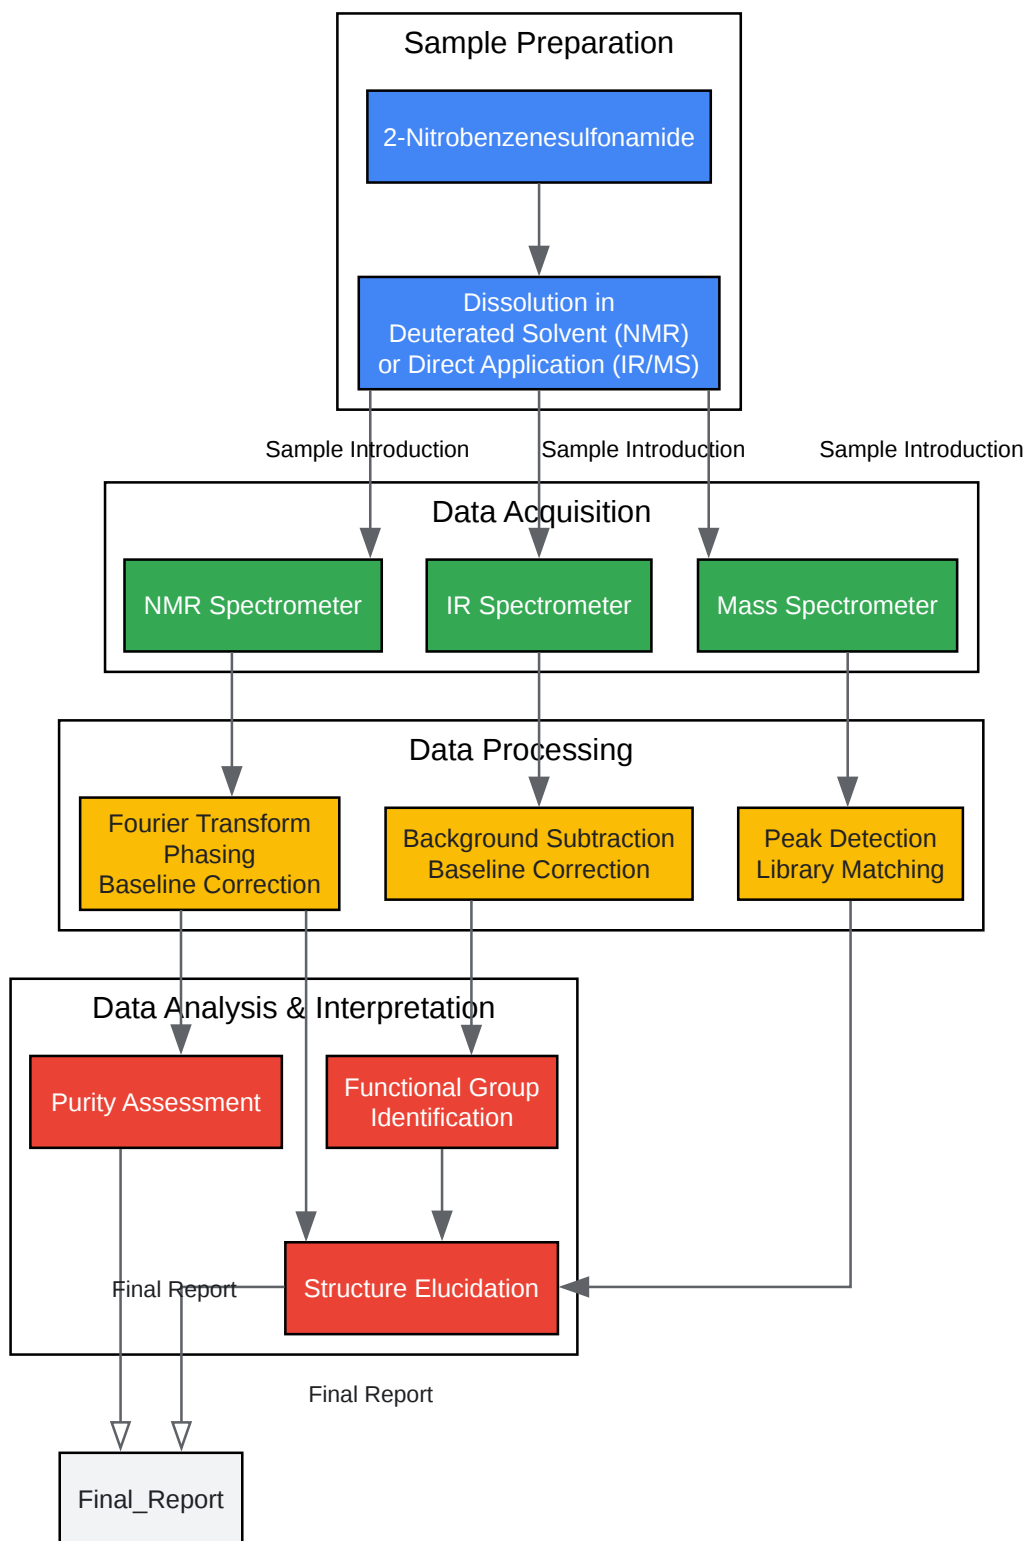 Sample Preparation
2-Nitrobenzenesulfonamide
Dissolution in
Deuterated Solvent (NMR)
or Direct Application (IR/MS)
Sample Introduction
Sample Introduction
Sample Introduction
Data Acquisition
NMR Spectrometer
IR Spectrometer
Mass Spectrometer
Data Processing
Fourier Transform
Phasing
Baseline Correction
Background Subtraction
Baseline Correction
Peak Detection
Library Matching
Data Analysis & Interpretation
Purity Assessment
Functional Group
Identification
Structure Elucidation
Final Report
Final Report
Final_Report